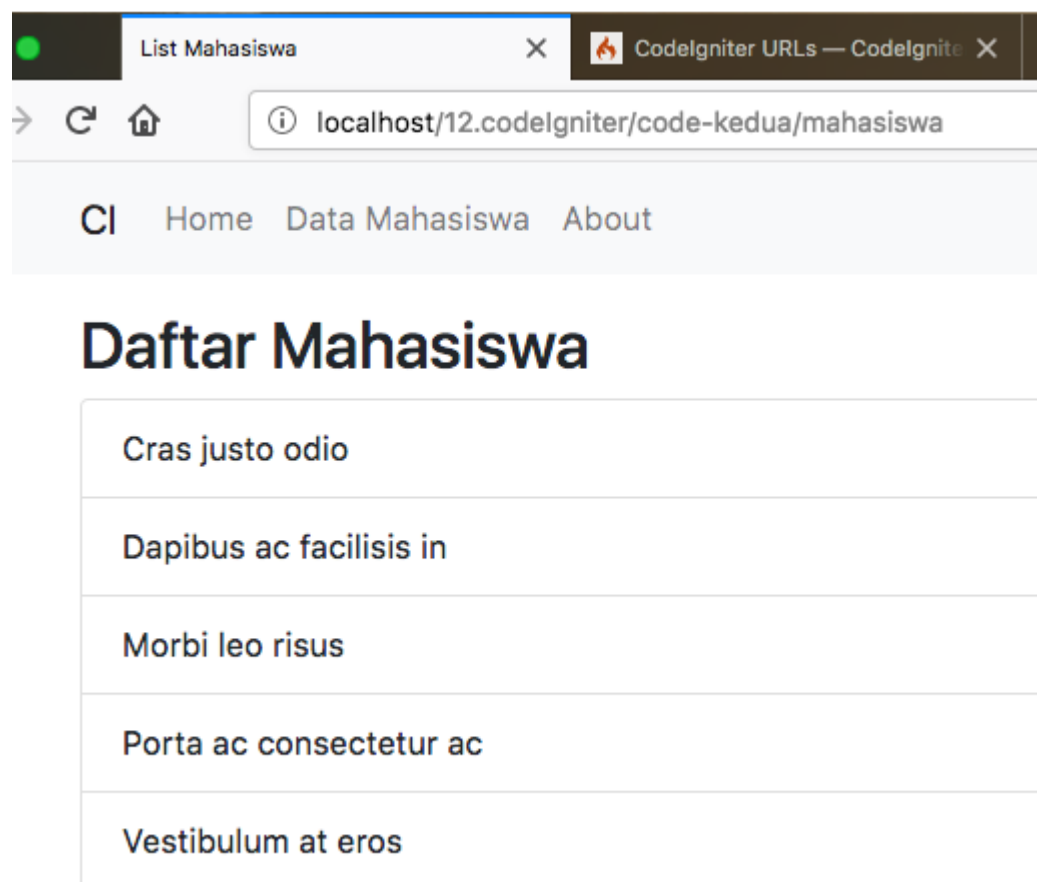 List Mahasiswa
CodeIgniter URLs — CodeIgnite
localhost/12.codeIgniter/code-kedua/mahasiswa
CI Home Data Mahasiswa About
Daftar Mahasiswa
Cras justo odio
Dapibus ac facilisis in
Morbi leo risus
Porta ac consectetur ac
Vestibulum at eros